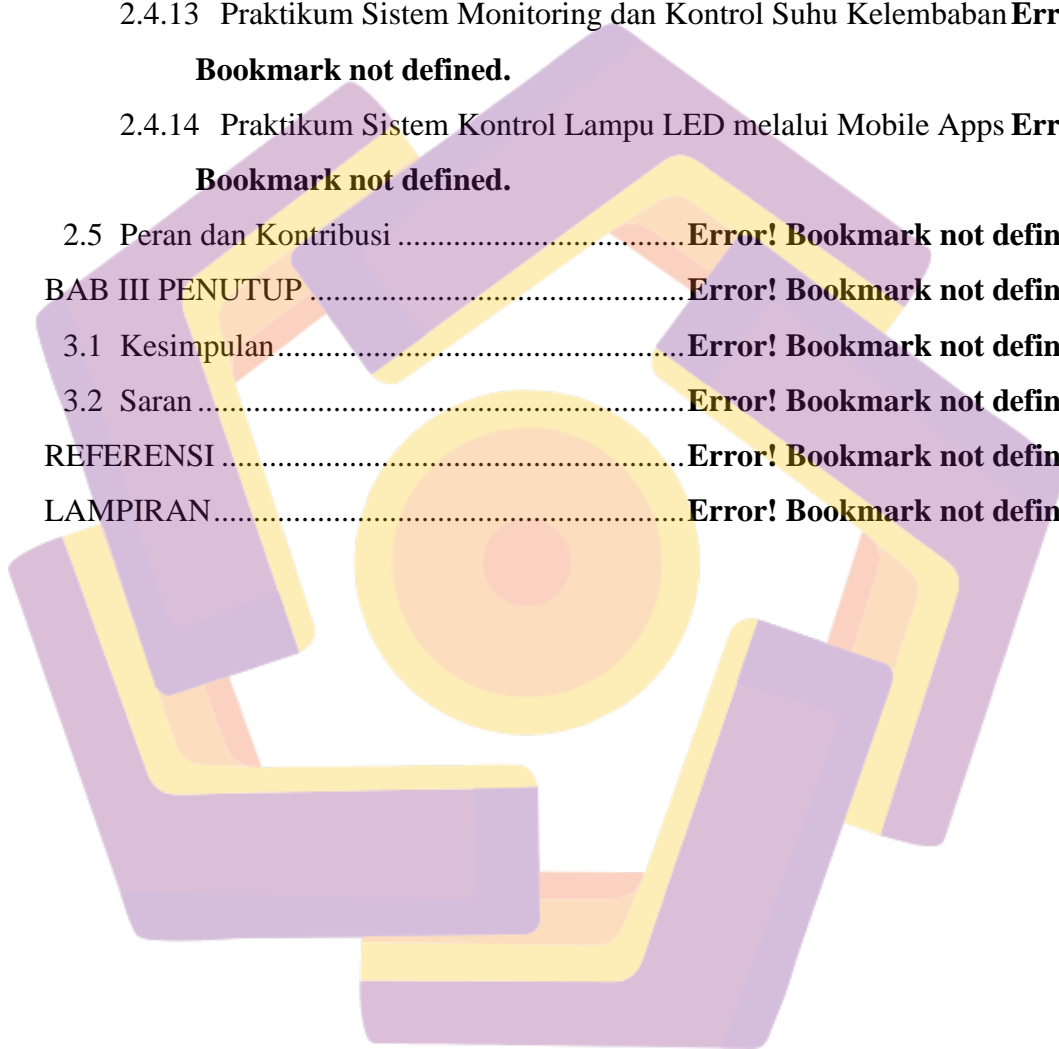 2.4.13 Praktikum Sistem Monitoring dan Kontrol Suhu Kelembaban Err
Bookmark not defined.
2.4.14 Praktikum Sistem Kontrol Lampu LED melalui Mobile Apps Err
Bookmark not defined.
2.5 Peran dan Kontribusi ................................... Error! Bookmark not defin
BAB III PENUTUP .............................................. Error! Bookmark not defin
3.1 Kesimpulan.................................................. Error! Bookmark not defin
3.2 Saran ............................................................ Error! Bookmark not defin
REFERENSI ......................................................... Error! Bookmark not defin
LAMPIRAN........................................................... Error! Bookmark not defin